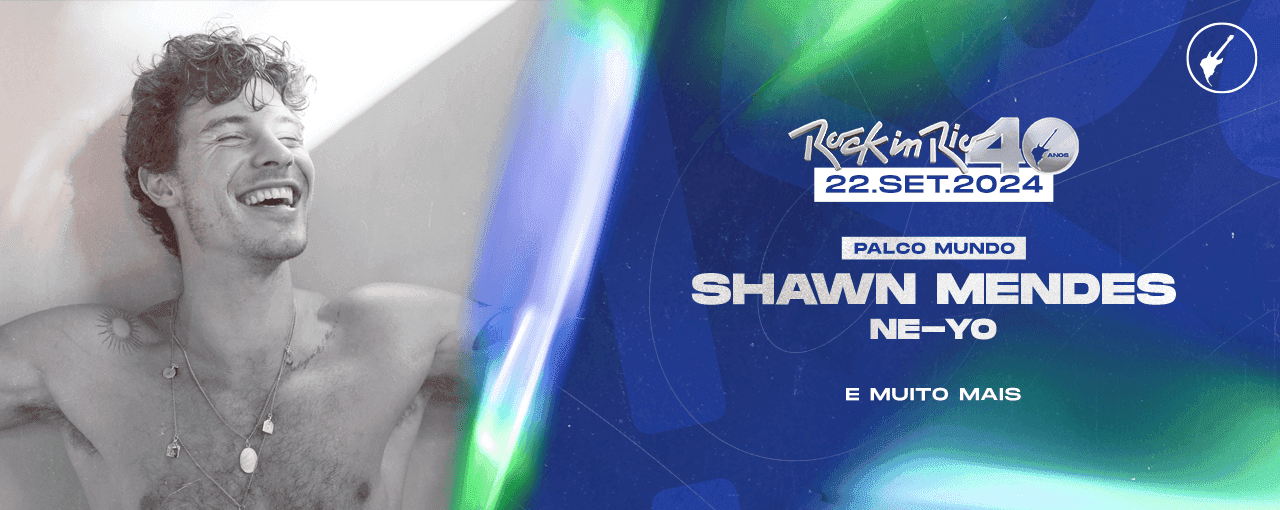 Rock in Rio 40
ANOS
22.SET.2024
PALCO MUNDO
SHAWN MENDES
NE-YO
E MUITO MAIS